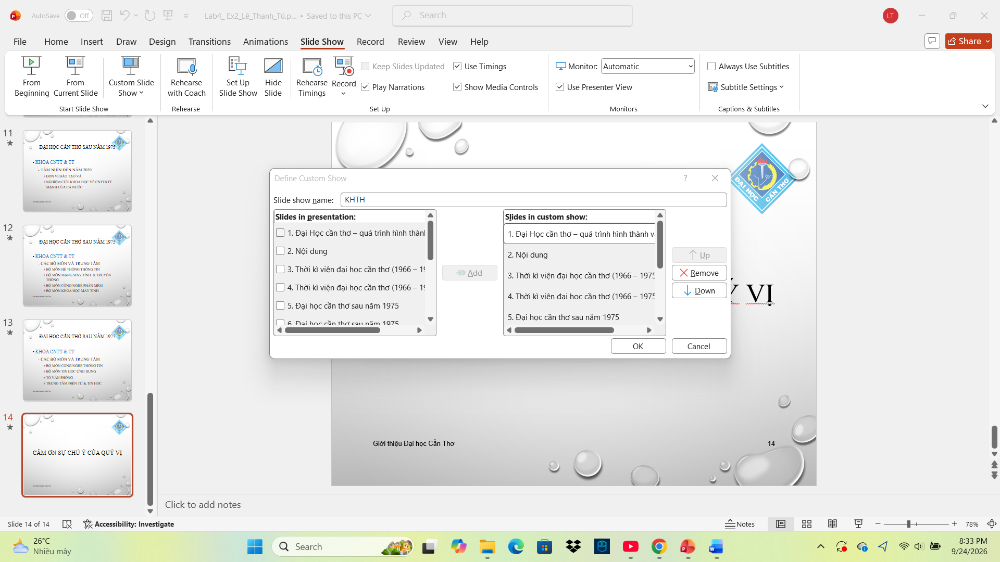 AutoSave Off Lab4_ Ex2_Lê_Thanh_Tú.p... • Saved to this PC Search LT
File Home Insert Draw Design Transitions Animations Slide Show Record Review View Help Share
From Beginning
From Current Slide
Custom Slide Show
Start Slide Show
Rehearse with Coach
Rehearse
Set Up Slide Show
Hide Slide
Rehearse Timings
Record
Keep Slides Updated
Play Narrations
Use Timings
Show Media Controls
Set Up
Monitor: Automatic
Use Presenter View
Monitors
Always Use Subtitles
Subtitle Settings
Captions & Subtitles
11
ĐẠI HỌC CẦN THƠ SAU NĂM 1975
• KHOA CNTT & TT
- TẦM NHÌN ĐẾN NĂM 2020
+ ĐƠN VỊ ĐÀO TẠO VÀ
+ NGHIÊM CỨU KHOA HỌC VỀ CNTT&TT
MẠNH CỦA CẢ NƯỚC
12
ĐẠI HỌC CẦN THƠ SAU NĂM 1975
• KHOA CNTT & TT
- CÁC BỘ MÔN VÀ TRUNG TÂM
+ BỘ MÔN HỆ THỐNG THÔNG TIN
+ BỘ MÔN MẠNG MÁY TÍNH & TRUYỀN
THÔNG
+ BỘ MÔN CÔNG NGHỆ PHẦN MỀM
+ BỘ MÔN KHOA HỌC MÁY TÍNH
13
ĐẠI HỌC CẦN THƠ SAU NĂM 1975
• KHOA CNTT & TT
- CÁC BỘ MÔN VÀ TRUNG TÂM
+ BỘ MÔN CÔNG NGHỆ THÔNG TIN
+ BỘ MÔN TIN HỌC ỨNG DỤNG
+ TỔ VĂN PHÒNG
+ TRUNG TÂM ĐIỆN TỬ & TIN HỌC
14
CẢM ƠN SỰ CHÚ Ý CỦA QUÝ VỊ
ĐẠI HỌC CẦN THƠ
Ý VỊ
Define Custom Show ?
Slide show name: KHTH
Slides in presentation:
1. Đại Học cần thơ – quá trình hình thành
2. Nội dung
3. Thời kì viện đại học cần thơ (1966 – 19
4. Thời kì viện đại học cần thơ (1966 – 19
5. Đại học cần thơ sau năm 1975
6. Đại học cần thơ sau năm 1975
Add
Slides in custom show:
1. Đại Học cần thơ – quá trình hình thành v
2. Nội dung
3. Thời kì viện đại học cần thơ (1966 – 1975
4. Thời kì viện đại học cần thơ (1966 – 1975
5. Đại học cần thơ sau năm 1975
Up
Remove
Down
OK Cancel
Giới thiệu Đại học Cần Thơ 14
Click to add notes
Slide 14 of 14 Accessibility: Investigate Notes 78%
26°C
Nhiều mây
Search
8:33 PM
9/24/2026